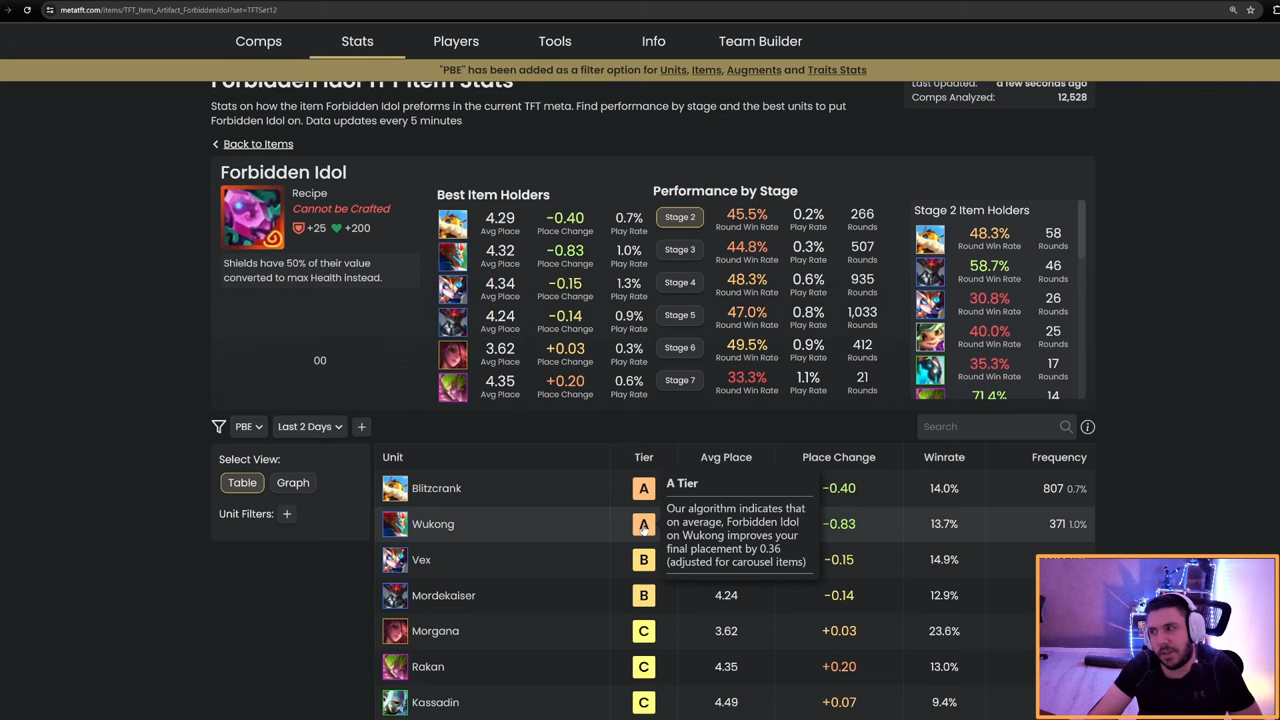 metatft.com/items/TFT_Item_Artifact_ForbiddenIdol?set=TFTSet12
Comps Stats Players Tools Info Team Builder
"PBE" has been added as a filter option for Units, Items, Augments and Traits Stats
Forbidden Idol TFT Item Stats
Last Updated: a few seconds ago
Comps Analyzed: 12,528
Stats on how the item Forbidden Idol preforms in the current TFT meta. Find performance by stage and the best units to put
Forbidden Idol on. Data updates every 5 minutes
Back to Items
Forbidden Idol
Recipe
Cannot be Crafted
+25 +200
Shields have 50% of their value
converted to max Health instead.
00
Best Item Holders
4.29 -0.40 0.7%
Avg Place Place Change Play Rate
4.32 -0.83 1.0%
Avg Place Place Change Play Rate
4.34 -0.15 1.3%
Avg Place Place Change Play Rate
4.24 -0.14 0.9%
Avg Place Place Change Play Rate
3.62 +0.03 0.3%
Avg Place Place Change Play Rate
4.35 +0.20 0.6%
Avg Place Place Change Play Rate
Performance by Stage
Stage 2 45.5% 0.2% 266
Round Win Rate Play Rate Rounds
Stage 3 44.8% 0.3% 507
Round Win Rate Play Rate Rounds
Stage 4 48.3% 0.6% 935
Round Win Rate Play Rate Rounds
Stage 5 47.0% 0.8% 1,033
Round Win Rate Play Rate Rounds
Stage 6 49.5% 0.9% 412
Round Win Rate Play Rate Rounds
Stage 7 33.3% 1.1% 21
Round Win Rate Play Rate Rounds
Stage 2 Item Holders
48.3% 58
Round Win Rate Rounds
58.7% 46
Round Win Rate Rounds
30.8% 26
Round Win Rate Rounds
40.0% 25
Round Win Rate Rounds
35.3% 17
Round Win Rate Rounds
71.4% 14
PBE Last 2 Days + Search
Select View:
Table Graph
Unit Filters: +
Unit Tier Avg Place Place Change Winrate Frequency
Blitzcrank A -0.40 14.0% 807 0.7%
Wukong A -0.83 13.7% 371 1.0%
Vex B -0.15 14.9%
Mordekaiser B 4.24 -0.14 12.9%
Morgana C 3.62 +0.03 23.6%
Rakan C 4.35 +0.20 13.0%
Kassadin C 4.49 +0.07 9.4%
A Tier
Our algorithm indicates that
on average, Forbidden Idol
on Wukong improves your
final placement by 0.36
(adjusted for carousel items)